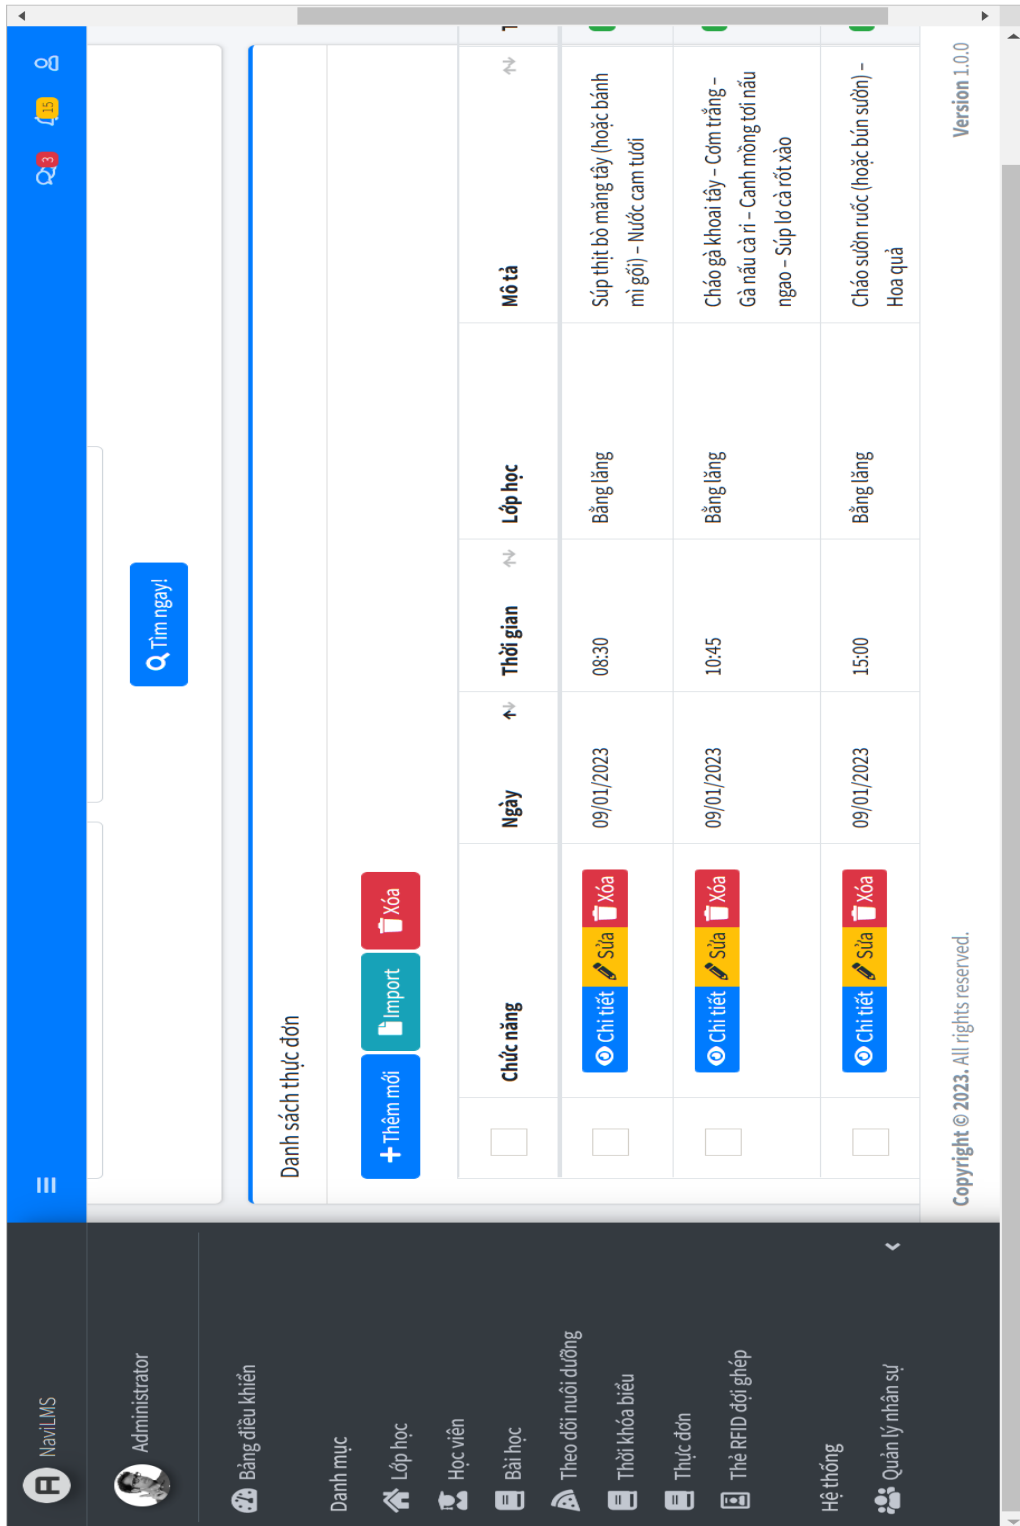 NaviLMS
3
15
Administrator
Bảng điều khiển
Danh mục
Lớp học
Học viên
Bài học
Theo dõi nuôi dưỡng
Thời khóa biểu
Thực đơn
Thẻ RFID đợi ghép
Hệ thống
Quản lý nhân sự
Tìm ngay!
Danh sách thực đơn
Thêm mới Import Xóa
Chức năng Ngày Thời gian Lớp học Mô tả
Chi tiết Sửa Xóa 09/01/2023 08:30 Bằng lăng Súp thịt bò măng tây (hoặc bánh
mì gối) – Nước cam tươi
Chi tiết Sửa Xóa 09/01/2023 10:45 Bằng lăng Cháo gà khoai tây – Cơm trắng –
Gà nấu cà ri – Canh mồng tơi nấu
ngao – Súp lơ cà rốt xào
Chi tiết Sửa Xóa 09/01/2023 15:00 Bằng lăng Cháo sườn ruốc (hoặc bún sườn) –
Hoa quả
Copyright © 2023. All rights reserved. Version 1.0.0